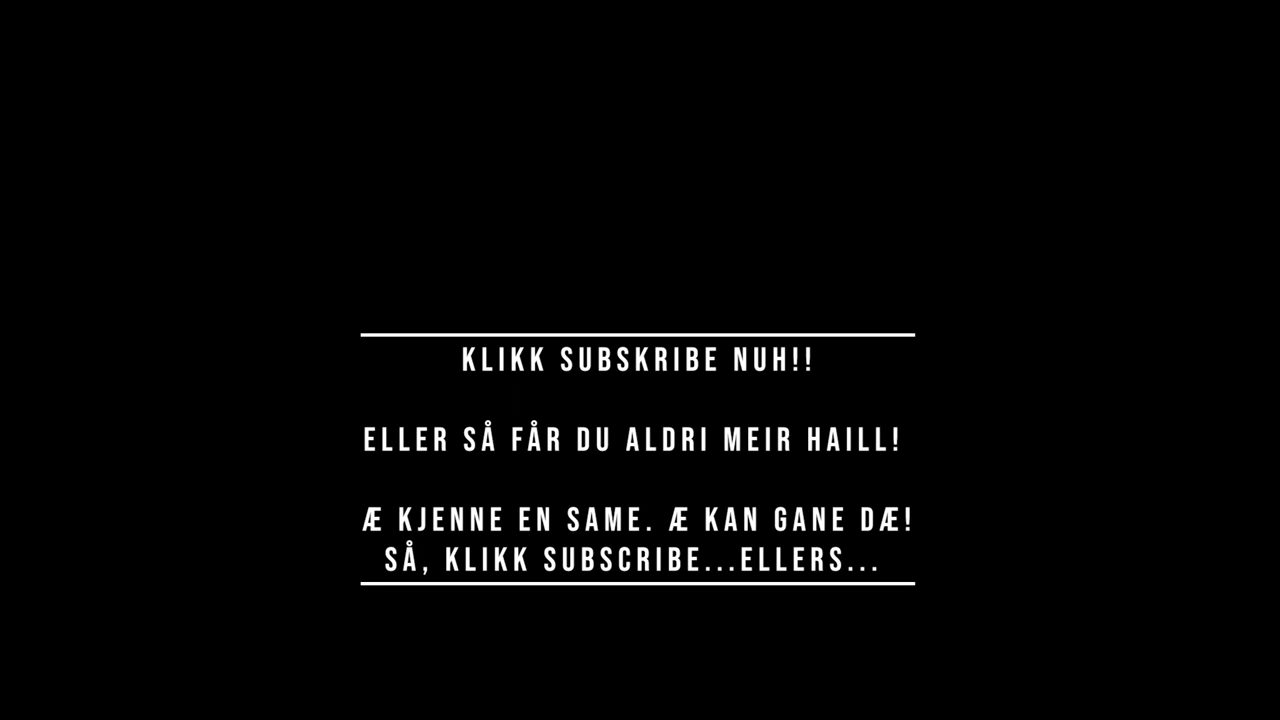 KLIKK SUBSKRIBE NUH!!
ELLER SÅ FÅR DU ALDRI MEIR HAILL!
Æ KJENNE EN SAME. Æ KAN GANE DÆ!
SÅ, KLIKK SUBSCRIBE...ELLERS...